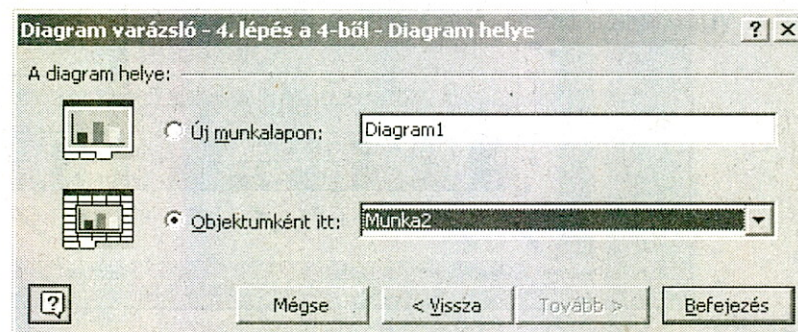 Diagram varázsló - 4. lépés a 4-ből - Diagram helye
A diagram helye:
Új munkalapon: Diagram1
Objektumként itt: Munka2
Mégse < Vissza Tovább > Befejezés